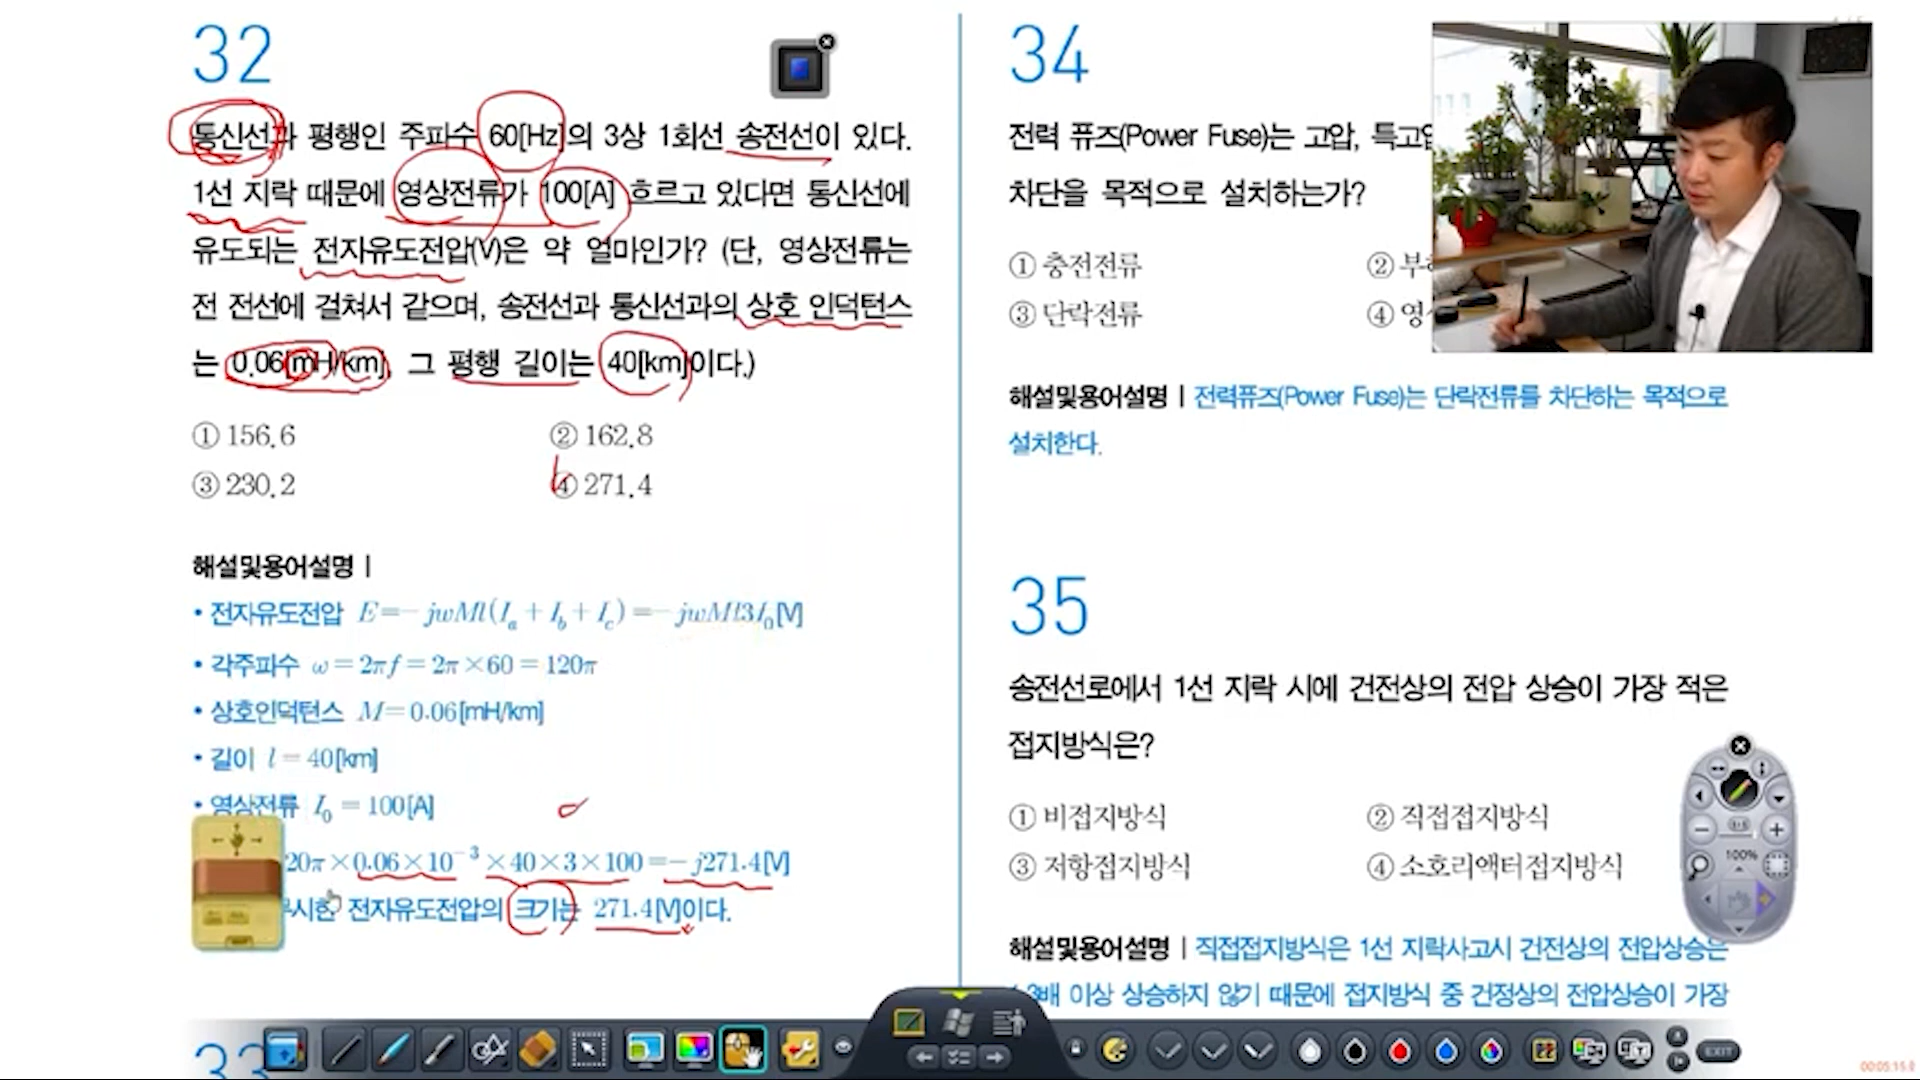 32
통신선과 평행인 주파수 60[Hz]의 3상 1회선 송전선이 있다.
1선 지락 때문에 영상전류가 100[A] 흐르고 있다면 통신선에
유도되는 전자유도전압(V)은 약 얼마인가? (단, 영상전류는
전 전선에 걸쳐서 같으며, 송전선과 통신선과의 상호 인덕턴스
는 0.06[mH/km], 그 평행 길이는 40[km]이다.)
① 156.6 ② 162.8
③ 230.2 ④ 271.4
해설및용어설명 |
• 전자유도전압 E=-jwMl(Ia+Ib+Ic)=-jwMl3I0[V]
• 각주파수 ω=2πf=2π×60=120π
• 상호인덕턴스 M=0.06[mH/km]
• 길이 l=40[km]
• 영상전류 I0=100[A]
20π×0.06×10⁻³×40×3×100=-j271.4[V]
무시한 전자유도전압의 크기는 271.4[V]이다.
33
34
전력 퓨즈(Power Fuse)는 고압, 특고압
차단을 목적으로 설치하는가?
① 충전전류 ② 부
③ 단락전류 ④ 영
해설및용어설명 | 전력퓨즈(Power Fuse)는 단락전류를 차단하는 목적으로
설치한다.
35
송전선로에서 1선 지락 시에 건전상의 전압 상승이 가장 적은
접지방식은?
① 비접지방식 ② 직접접지방식
③ 저항접지방식 ④ 소호리액터접지방식
해설및용어설명 | 직접접지방식은 1선 지락사고시 건전상의 전압상승은
3배 이상 상승하지 않기 때문에 접지방식 중 건정상의 전압상승이 가장
100%
EXIT